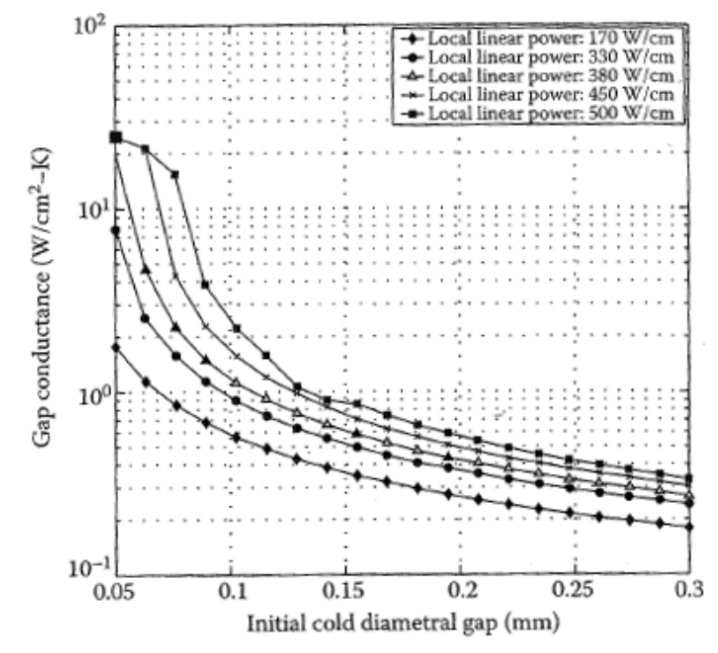 10²
Local linear power: 170 W/cm
Local linear power: 330 W/cm
Local linear power: 380 W/cm
Local linear power: 450 W/cm
Local linear power: 500 W/cm
Gap conductance (W/cm²–K)
10¹
10⁰
10⁻¹
0.05 0.1 0.15 0.2 0.25 0.3
Initial cold diametral gap (mm)